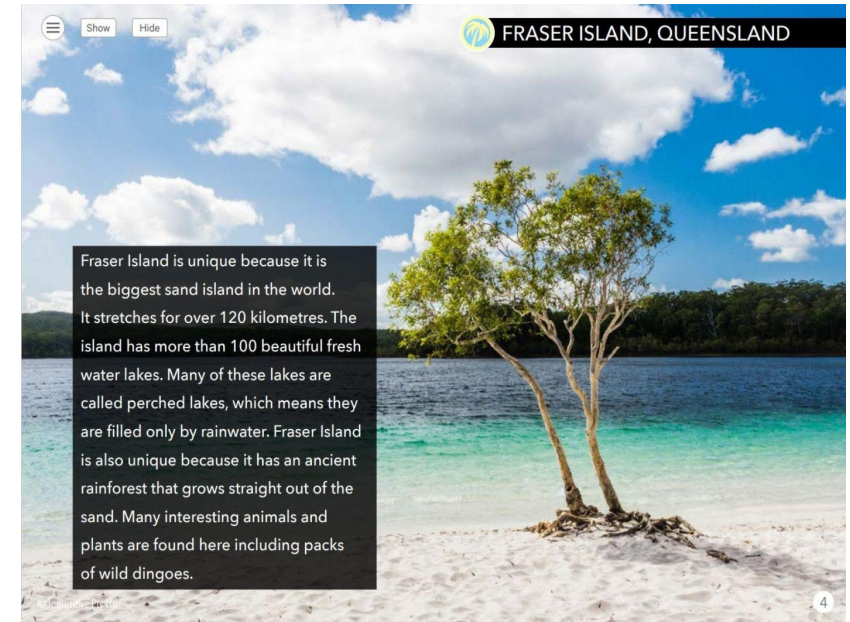 Show Hide
FRASER ISLAND, QUEENSLAND
Fraser Island is unique because it is
the biggest sand island in the world.
It stretches for over 120 kilometres. The
island has more than 100 beautiful fresh
water lakes. Many of these lakes are
called perched lakes, which means they
are filled only by rainwater. Fraser Island
is also unique because it has an ancient
rainforest that grows straight out of the
sand. Many interesting animals and
plants are found here including packs
of wild dingoes.
4